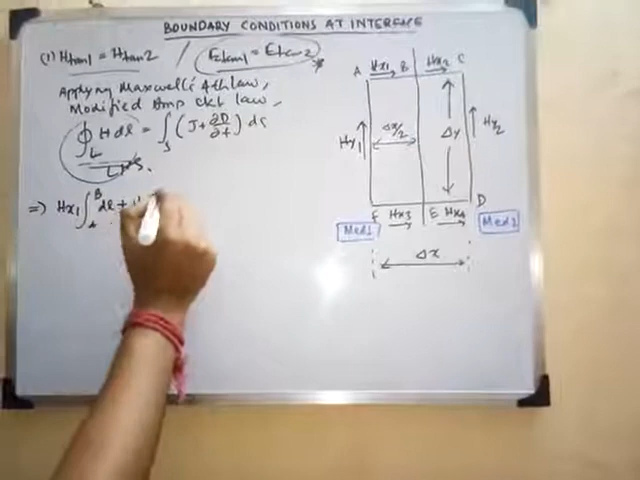 BOUNDARY CONDITIONS AT INTERFACE
(1) Htan1 = Htan2 / Etan1 = Etan2
Applying Maxwell's 4th law,
Modified Amp ckt law,
∮L H dl = ∫s (J + ∂D/∂t) ds
LHS.
=> Hx1 ∫A^B dl +
A Hx1 B Hx2 C
Hy1 Δx/2 Δy Hy2
F Hx3 E Hx4 D
Med1 Med2
Δx